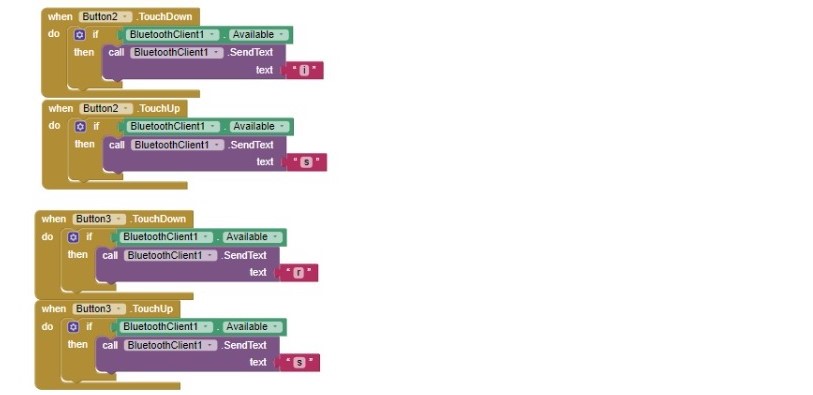 when Button2 .TouchDown
do if BluetoothClient1 . Available
then call BluetoothClient1 .SendText
text " i "
when Button2 .TouchUp
do if BluetoothClient1 . Available
then call BluetoothClient1 .SendText
text " s "
when Button3 .TouchDown
do if BluetoothClient1 . Available
then call BluetoothClient1 .SendText
text " r "
when Button3 .TouchUp
do if BluetoothClient1 . Available
then call BluetoothClient1 .SendText
text " s "